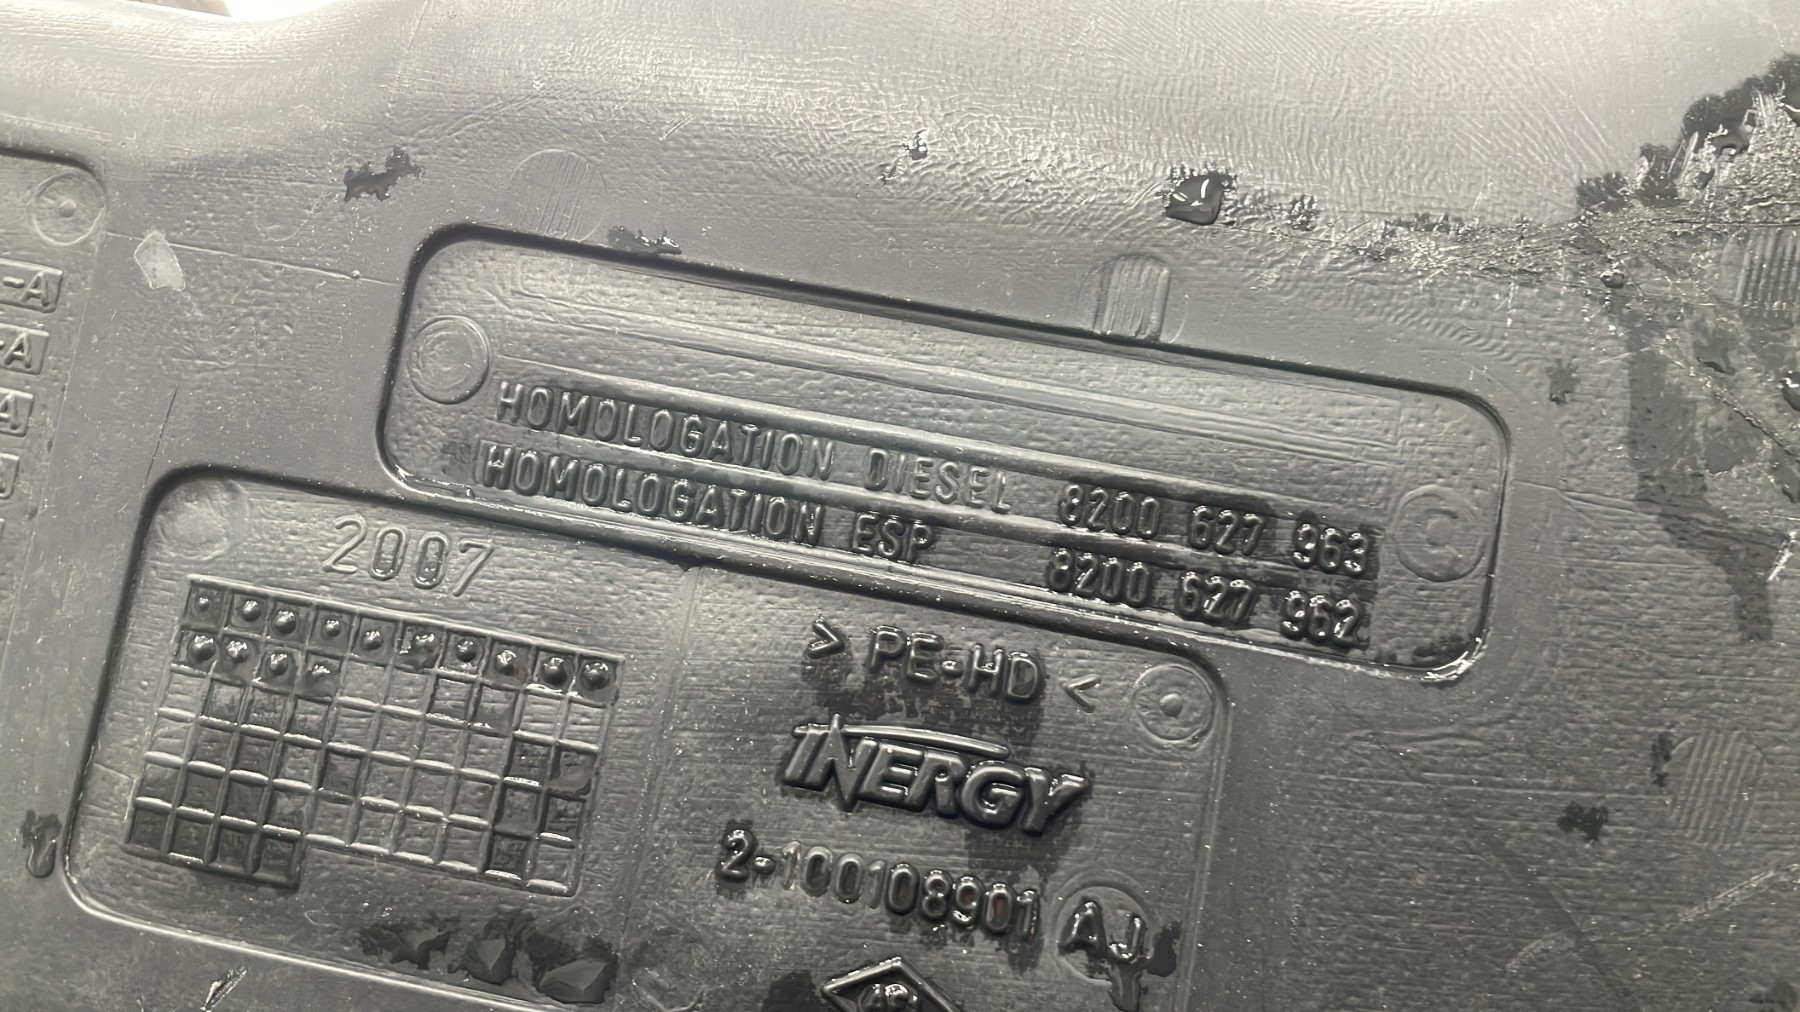 -A
-A
A
HOMOLOGATION DIESEL 8200 627 963
HOMOLOGATION ESP 8200 627 962
2007
> PE-HD <
INERGY
2-100108901 AJ